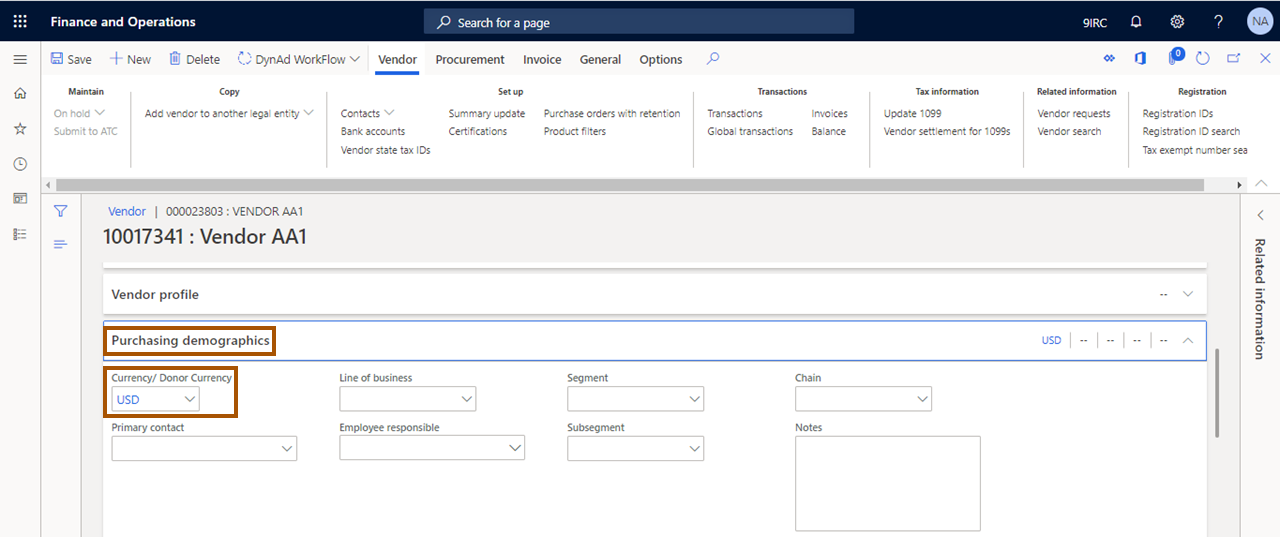 Finance and Operations
Search for a page
9IRC
?
NA
Save
New
Delete
DynAd WorkFlow
Vendor
Procurement
Invoice
General
Options
0
Maintain
On hold
Submit to ATC
Copy
Add vendor to another legal entity
Set up
Contacts
Bank accounts
Vendor state tax IDs
Summary update
Certifications
Purchase orders with retention
Product filters
Transactions
Transactions
Global transactions
Invoices
Balance
Tax information
Update 1099
Vendor settlement for 1099s
Related information
Vendor requests
Vendor search
Registration
Registration IDs
Registration ID search
Tax exempt number sea
Vendor | 000023803 : VENDOR AA1
10017341 : Vendor AA1
Related information
Vendor profile
--
Purchasing demographics
USD | -- | -- | -- | --
Currency/ Donor Currency
USD
Line of business
Segment
Chain
Primary contact
Employee responsible
Subsegment
Notes